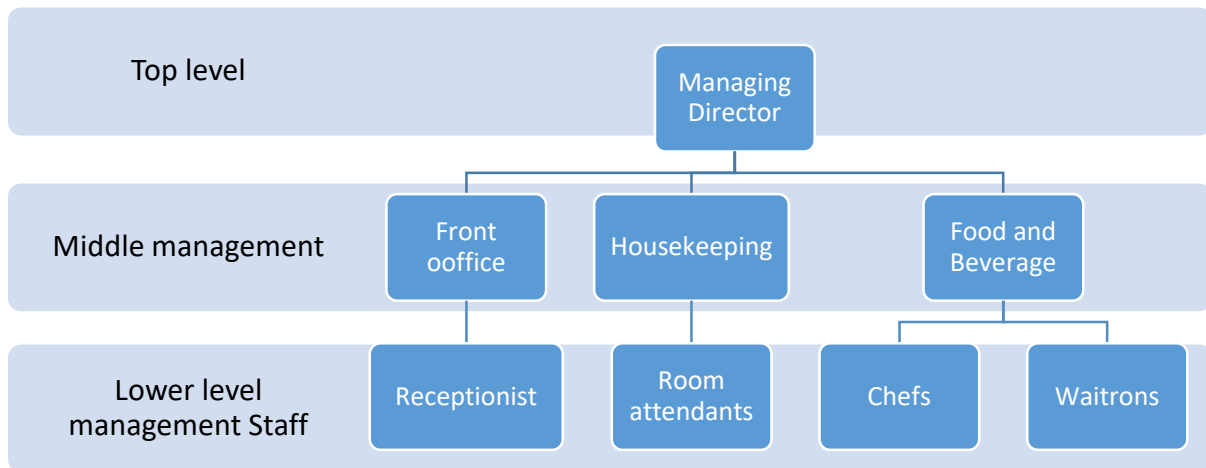 Top level
Managing
Director
Middle management
Front
ooffice
Housekeeping
Food and
Beverage
Lower level
management Staff
Receptionist
Room
attendants
Chefs
Waitrons